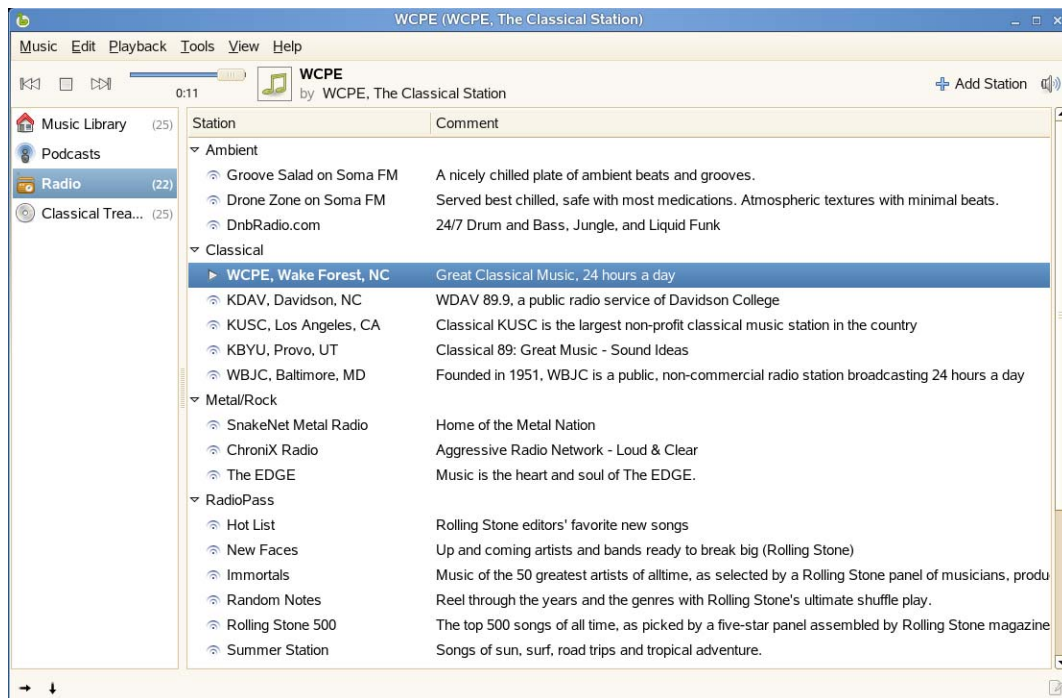 WCPE (WCPE, The Classical Station)
Music Edit Playback Tools View Help
0:11
WCPE
by WCPE, The Classical Station
Add Station
Music Library (25)
Podcasts
Radio (22)
Classical Trea... (25)
Station Comment
Ambient
Groove Salad on Soma FM A nicely chilled plate of ambient beats and grooves.
Drone Zone on Soma FM Served best chilled, safe with most medications. Atmospheric textures with minimal beats.
DnbRadio.com 24/7 Drum and Bass, Jungle, and Liquid Funk
Classical
WCPE, Wake Forest, NC Great Classical Music, 24 hours a day
KDAV, Davidson, NC WDAV 89.9, a public radio service of Davidson College
KUSC, Los Angeles, CA Classical KUSC is the largest non-profit classical music station in the country
KBYU, Provo, UT Classical 89: Great Music - Sound Ideas
WBJC, Baltimore, MD Founded in 1951, WBJC is a public, non-commercial radio station broadcasting 24 hours a day
Metal/Rock
SnakeNet Metal Radio Home of the Metal Nation
ChroniX Radio Aggressive Radio Network - Loud & Clear
The EDGE Music is the heart and soul of The EDGE.
RadioPass
Hot List Rolling Stone editors' favorite new songs
New Faces Up and coming artists and bands ready to break big (Rolling Stone)
Immortals Music of the 50 greatest artists of alltime, as selected by a Rolling Stone panel of musicians, produ
Random Notes Reel through the years and the genres with Rolling Stone's ultimate shuffle play.
Rolling Stone 500 The top 500 songs of all time, as picked by a five-star panel assembled by Rolling Stone magazine
Summer Station Songs of sun, surf, road trips and tropical adventure.